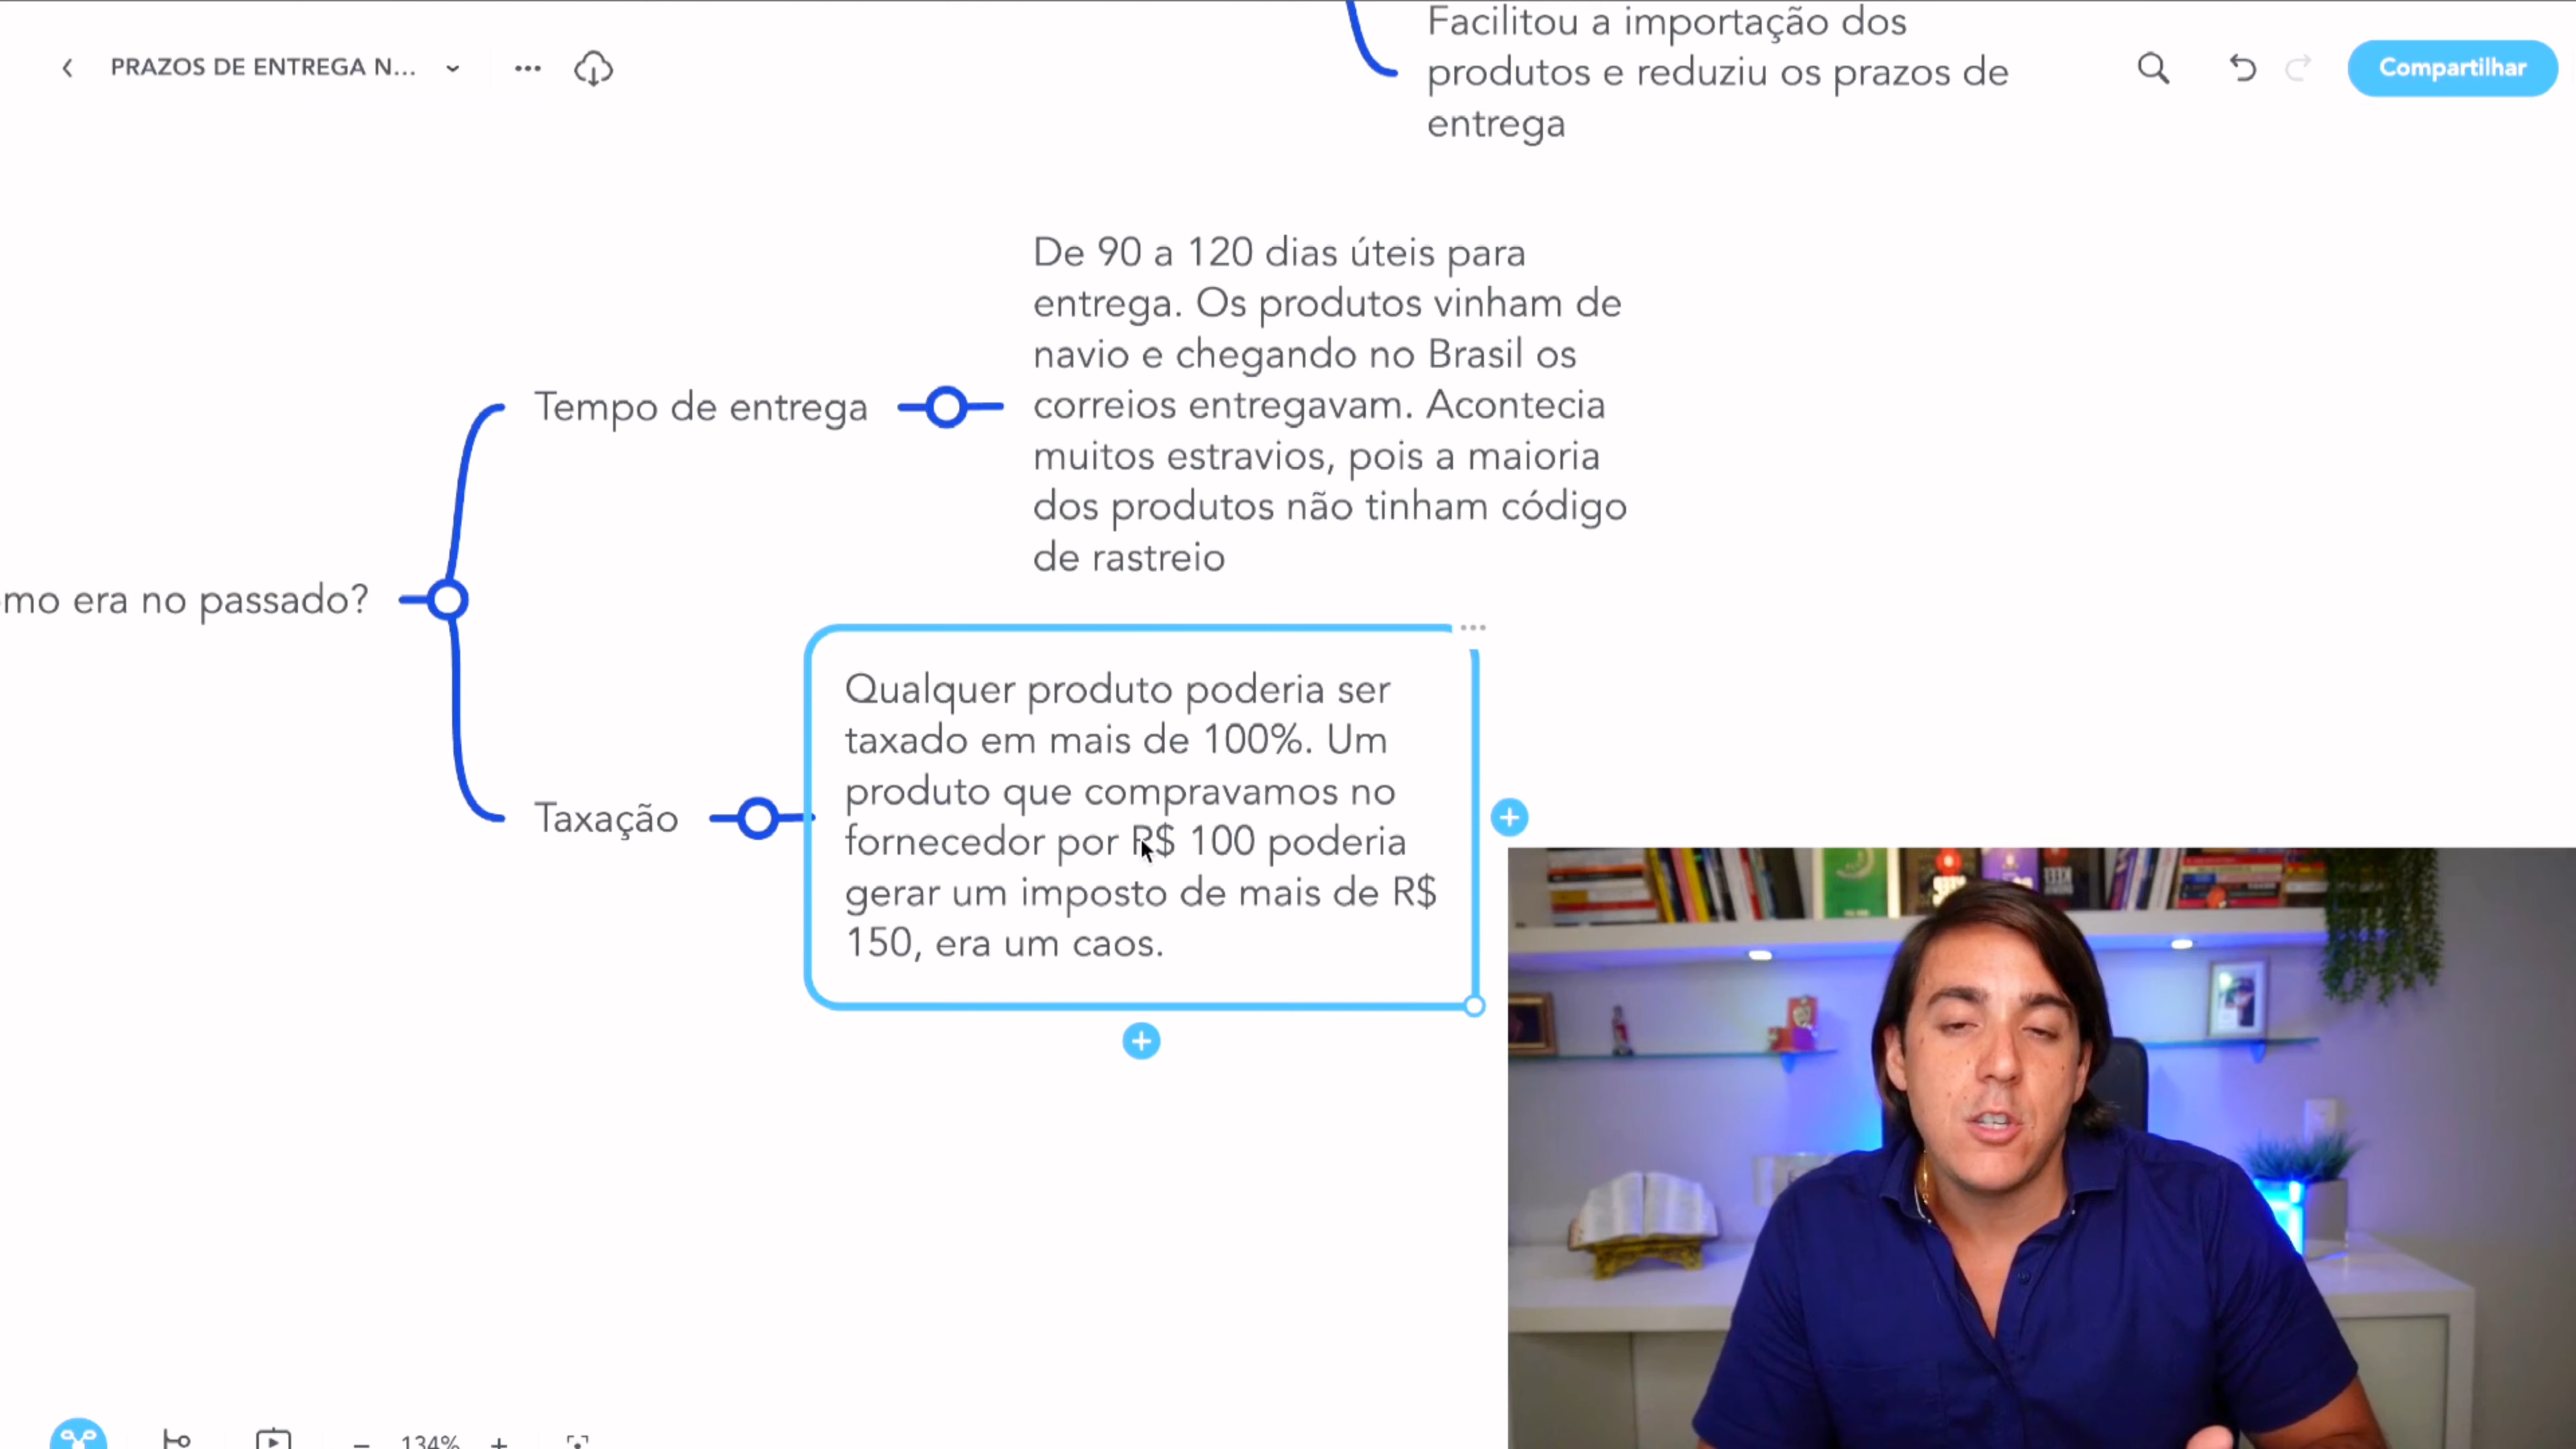 PRAZOS DE ENTREGA N...
Compartilhar
Facilitou a importação dos
produtos e reduziu os prazos de
entrega
De 90 a 120 dias úteis para
entrega. Os produtos vinham de
navio e chegando no Brasil os
correios entregavam. Acontecia
muitos estravios, pois a maioria
dos produtos não tinham código
de rastreio
Tempo de entrega
mo era no passado?
Taxação
Qualquer produto poderia ser
taxado em mais de 100%. Um
produto que compravamos no
fornecedor por R$ 100 poderia
gerar um imposto de mais de R$
150, era um caos.
134%